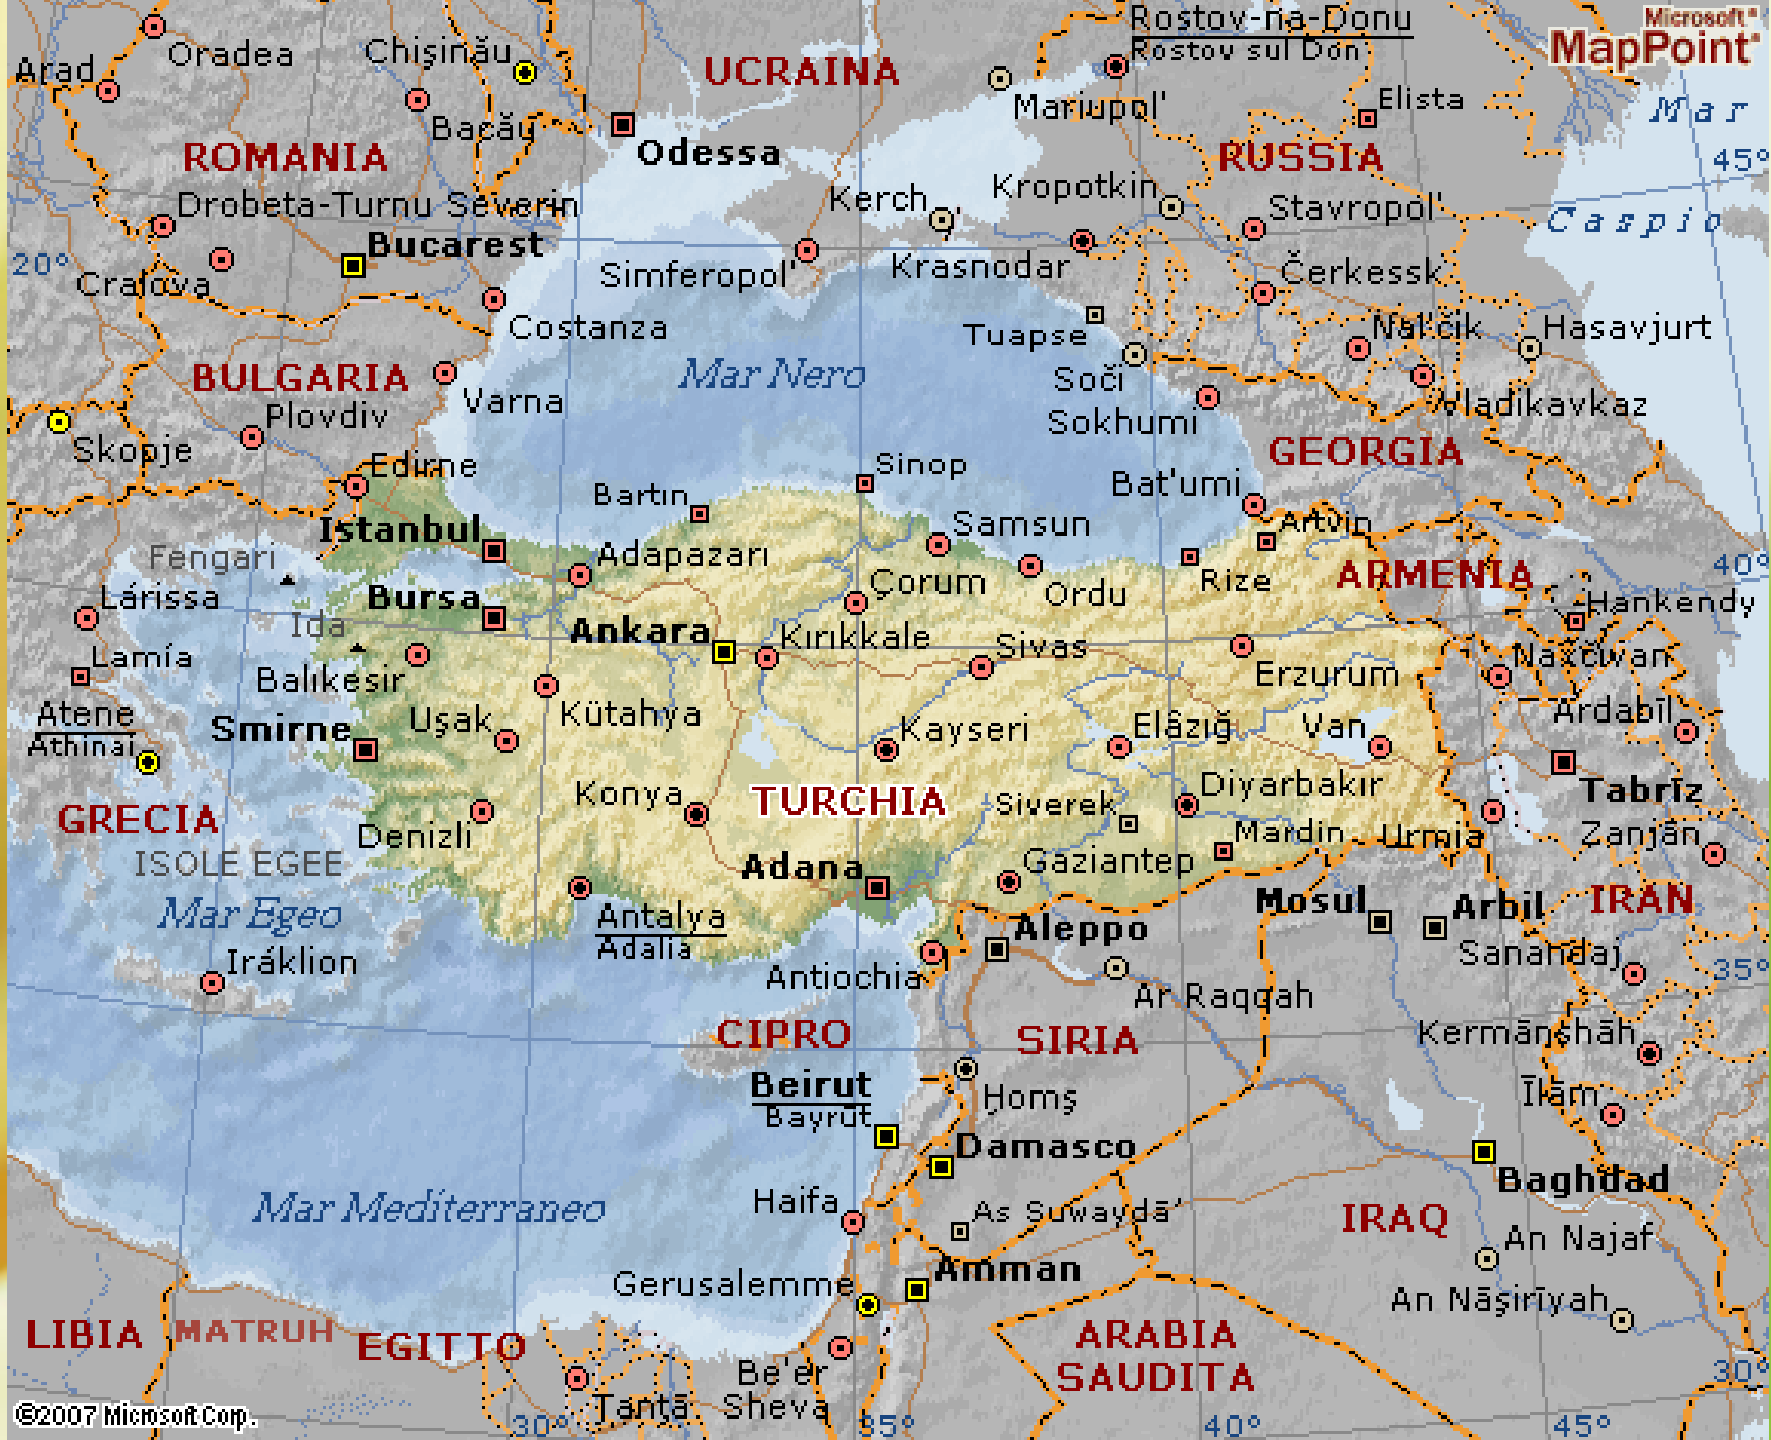 Rostov-na-Donu
Rostov sul Don
Microsoft®
MapPoint®
Oradea
Chişinău
Arad
UCRAINA
Mariupol'
Elista
Mar
Bacău
Odessa
ROMANIA
RUSSIA
45°
Kropotkin
Kerch'
Drobeta-Turnu Severin
Stavropol'
Caspio
Bucarest
20°
Simferopol'
Krasnodar
Čerkessk
Craiova
Costanza
Tuapse
Nal'čik
Hasavjurt
BULGARIA
Mar Nero
Soči
Varna
Vladikavkaz
Plovdiv
Sokhumi
Skopje
GEORGIA
Edirne
Sinop
Bat'umi
Bartın
Istanbul
Samsun
Artvin
Fengari
Adapazarı
40°
Çorum
Rize
ARMENIA
Lárissa
Bursa
Ordu
Hankendy
Ida
Ankara
Kırıkkale
Sivas
Lamía
Naxčivan
Balıkesir
Erzurum
Atene
Athínai
Uşak
Kütahya
Ardabīl
Smirne
Kayseri
Elâzığ
Van
Konya
TURCHIA
Siverek
Diyarbakır
Tabrīz
GRECIA
Denizli
Mardin
Urmia
Zanjān
ISOLE EGEE
Adana
Gaziantep
Mar Egeo
Antalya
Adalia
Mosul
Arbil
IRAN
Aleppo
Iráklion
Sanandaj
Antiochia
35°
Ar Raqqah
CIPRO
SIRIA
Kermānshāh
Beirut
Bayrūt
Ḩomş
Īlām
Damasco
Baghdad
Mar Mediterraneo
Haifa
As Suwaydā'
IRAQ
An Najaf
Amman
Gerusalemme
An Nāşirīyah
LIBIA
MATRUH
EGITTO
ARABIA
SAUDITA
Be'er
Sheva
30°
Ţanţā
©2007 Microsoft Corp.
30°
35°
40°
45°